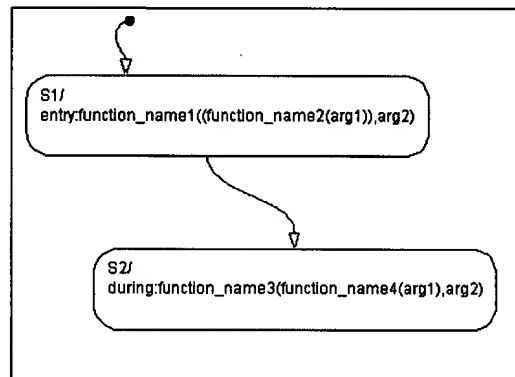 S1/
entry:function_name1((function_name2(arg1)),arg2)
S2/
during:function_name3(function_name4(arg1),arg2)